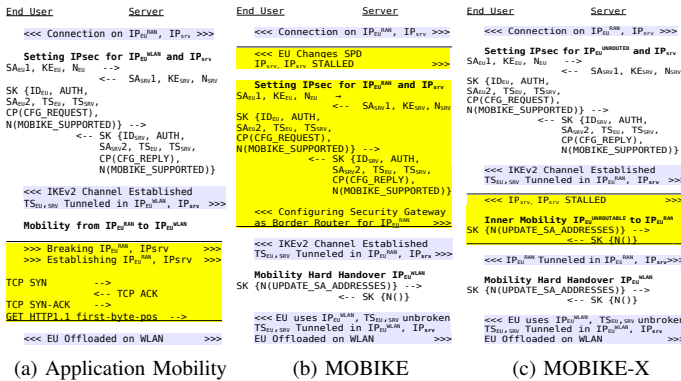 End User Server
<<< Connection on IP_EU^RAN, IP_srv >>>
Setting IPsec for IP_EU^WLAN and IP_srv
SA_EU1, KE_EU, N_EU -->
<-- SA_SRV1, KE_SRV, N_SRV
SK {ID_EU, AUTH,
SA_EU2, TS_EU, TS_SRV,
CP(CFG_REQUEST),
N(MOBIKE_SUPPORTED)} -->
<-- SK {ID_SRV, AUTH,
SA_SRV2, TS_EU, TS_SRV,
CP(CFG_REPLY),
N(MOBIKE_SUPPORTED)}
<<< IKEv2 Channel Established
TS_EU,SRV Tunneled in IP_EU^WLAN, IP_srv >>>
Mobility from IP_EU^RAN to IP_EU^WLAN
>>> Breaking IP_EU^RAN, IPsrv >>>
>>> Establishing IP_EU^RAN, IPsrv >>>
TCP SYN -->
<-- TCP ACK
TCP SYN-ACK -->
GET HTTP1.1 first-byte-pos -->
<<< EU Offloaded on WLAN >>>
(a) Application Mobility
End User Server
<<< Connection on IP_EU^RAN, IP_srv >>>
<<< EU Changes SPD
IP_srv, IP_srv STALLED >>>
Setting IPsec for IP_EU^RAN and IP_srv
SA_EU1, KE_EU, N_EU →
<-- SA_SRV1, KE_SRV, N_SRV
SK {ID_EU, AUTH,
SA_EU2, TS_EU, TS_SRV,
CP(CFG_REQUEST),
N(MOBIKE_SUPPORTED)} -->
<-- SK {ID_SRV, AUTH,
SA_SRV2, TS_EU, TS_SRV,
CP(CFG_REPLY),
N(MOBIKE_SUPPORTED)}
<<< Configuring Security Gateway
as Border Router for IP_EU^RAN >>>
<<< IKEv2 Channel Established
TS_EU,SRV Tunneled in IP_EU^RAN, IP_srv >>>
Mobility Hard Handover IP_EU^WLAN
SK {N(UPDATE_SA_ADDRESSES)} -->
<-- SK {N()}
<<< EU uses IP_EU^WLAN, TS_EU,SRV unbroken
TS_EU,SRV Tunneled in IP_EU^WLAN, IP_srv
EU Offloaded on WLAN >>>
(b) MOBIKE
End User Server
<<< Connection on IP_EU^RAN, IP_srv >>>
Setting IPsec for IP_EU^UNROUTED and IP_srv
SA_EU1, KE_EU, N_EU -->
<-- SA_SRV1, KE_SRV, N_SRV
SK {ID_EU, AUTH,
SA_EU2, TS_EU, TS_SRV,
CP(CFG_REQUEST),
N(MOBIKE_SUPPORTED)} -->
<-- SK {ID_SRV, AUTH,
SA_SRV2, TS_EU, TS_SRV,
CP(CFG_REPLY),
N(MOBIKE_SUPPORTED)}
<<< IKEv2 Channel Established
TS_EU,SRV Tunneled in IP_EU^RAN, IP_srv >>>
<<< IP_srv, IP_srv STALLED >>>
Inner Mobility IP_EU^UNROUTABLE to IP_EU^RAN
SK {N(UPDATE_SA_ADDRESSES)} -->
<-- SK {N()}
<<< IP_EU^RAN Tunneled in IP_EU^RAN, IP_srv >>>
Mobility Hard Handover IP_EU^WLAN
SK {N(UPDATE_SA_ADDRESSES)} -->
<-- SK {N()}
<<< EU uses IP_EU^WLAN, TS_EU,SRV unbroken
TS_EU,SRV Tunneled in IP_EU^WLAN, IP_srv
EU Offloaded on WLAN >>>
(c) MOBIKE-X